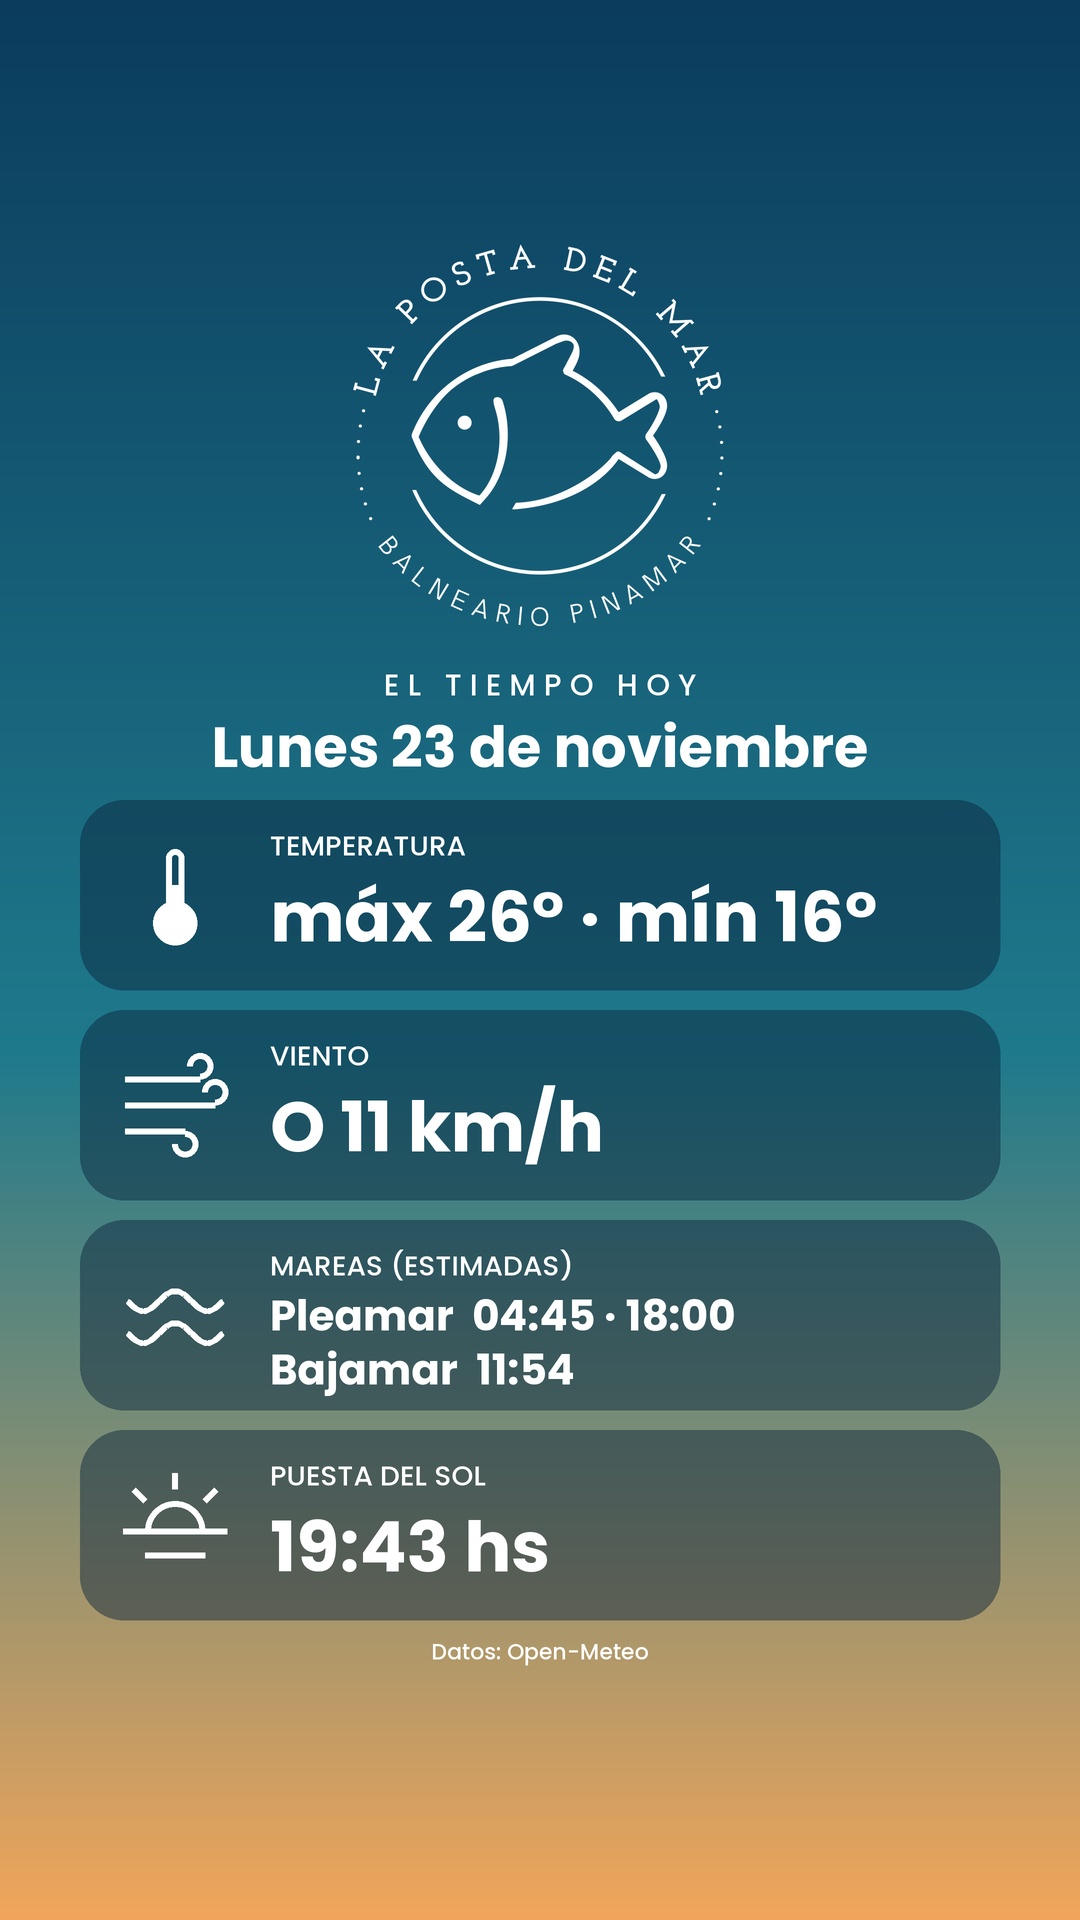 LA POSTA DEL MAR
BALNEARIO PINAMAR
EL TIEMPO HOY
Lunes 23 de noviembre
TEMPERATURA
máx 26° · mín 16°
VIENTO
O 11 km/h
MAREAS (ESTIMADAS)
Pleamar 04:45 · 18:00
Bajamar 11:54
PUESTA DEL SOL
19:43 hs
Datos: Open-Meteo